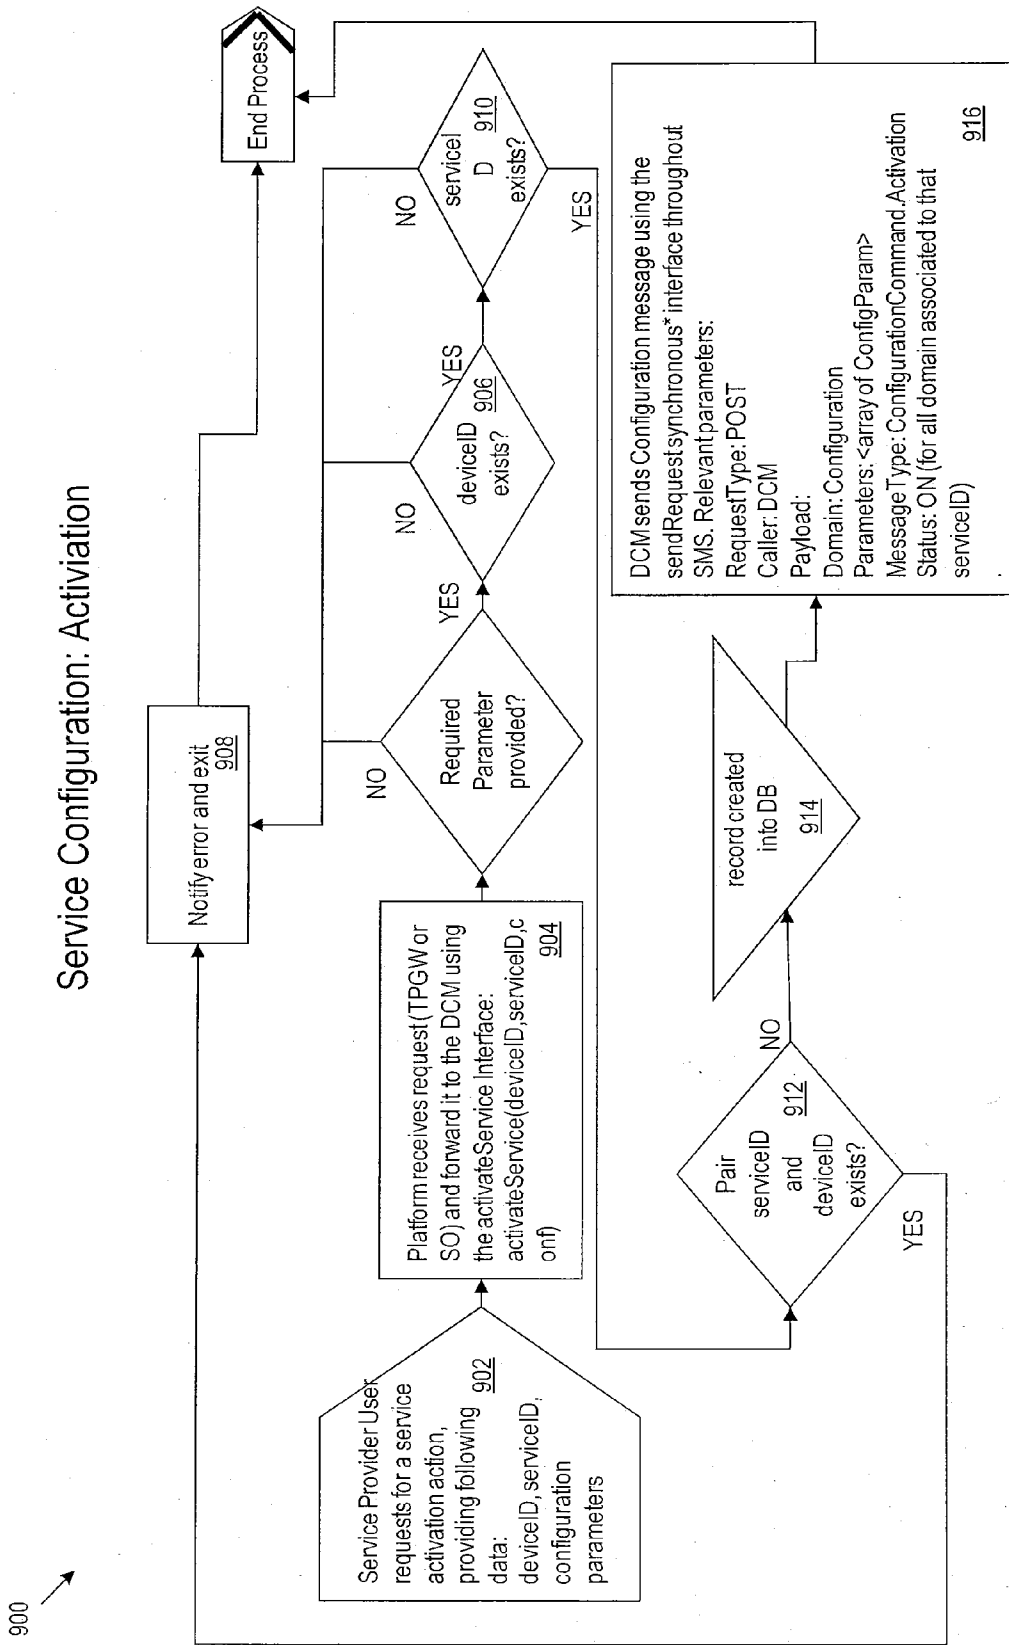 900
Service Configuration: Activiation
Service Provider User
requests for a service
activation action,
providing following
data:
902
deviceID, serviceID,
configuration
parameters
Platform receives request (TPGW or
SO) and forward it to the DCM using
the activateService Interface:
activateService(deviceID,serviceID,c
onf)
904
Required
Parameter
provided?
NO
YES
deviceID
906
exists?
NO
YES
serviceI
D
910
exists?
NO
YES
Notify error and exit
908
End Process
Pair
serviceID
912
and
deviceID
exists?
NO
YES
record created
into DB
914
DCM sends Configuration message using the
sendRequest synchronous* interface throughout
SMS. Relevant parameters:
RequestType: POST
Caller: DCM
Payload:
Domain: Configuration
Parameters: <array of ConfigParam>
MessageType: ConfigurationCommand.Activation
Status: ON (for all domain associated to that
serviceID)
916